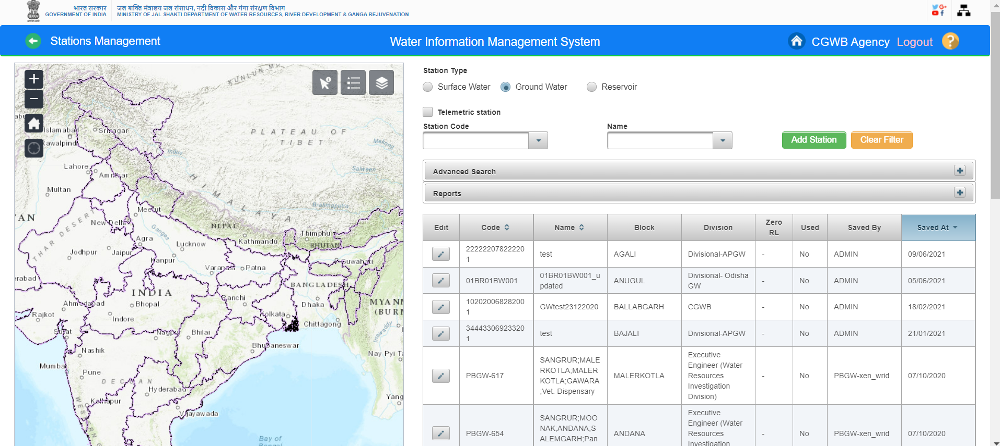 भारत सरकार
GOVERNMENT OF INDIA
जल शक्ति मंत्रालय जल संसाधन, नदी विकास और गंगा संरक्षण विभाग
MINISTRY OF JAL SHAKTI DEPARTMENT OF WATER RESOURCES, RIVER DEVELOPMENT & GANGA REJUVENATION
Stations Management
Water Information Management System
CGWB Agency Logout
KUNLUN
Islamabad
Srinagar
Rawalpindi
PLATEAU OF
TIBET
Mekong
Indus
Salween
Lahore
Amritsar
Multan
HIMALAYA
Brahmaputra
Meerut
THAR DESERT
New Delhi
NEPAL
Ganges
Thimphu
BHUTAN
Agra
Lucknow
Kathmandu
Jodhpur
Jaipur
Kanpur
Guwahati
Varanasi
Patna
INDIA
BANGLADESH
Ranchi
Dhaka
Ahmedabad
Bhopal
Rajkot
Indore
Kolkata
Chittagong
Surat
Nagpur
Bhilai
Irrawaddy
Nashik
Bhubaneswar
Nay Pyi Ta
Mumba
Pune
DECCAN
Hyderabad
Kolhapur
Yang
WESTERN
Vijayawada
Bay of
Station Type
Surface Water Ground Water Reservoir
Telemetric station
Station Code Name
Add Station Clear Filter
Advanced Search
Reports
Edit Code Name Block Division Zero RL Used Saved By Saved At
222222078222201 test AGALI Divisional-APGW - No ADMIN 09/06/2021
01BR01BW001 01BR01BW001_updated ANUGUL Divisional- Odisha GW - No ADMIN 05/06/2021
102020068282001 GWtest23122020 BALLABGARH CGWB - No ADMIN 18/02/2021
344433069233201 test BAJALI Divisional-APGW - No ADMIN 21/01/2021
PBGW-617 SANGRUR;MALERKOTLA;MALERKOTLA;GAWARA;Vet. Dispensary MALERKOTLA Executive Engineer (Water Resources Investigation Division) - No PBGW-xen_wrid 07/10/2020
PBGW-654 SANGRUR;MOONAK;ANDANA;SALEMGARH;Pan ANDANA Executive Engineer (Water Resources Investigation - No PBGW-xen_wrid 07/10/2020